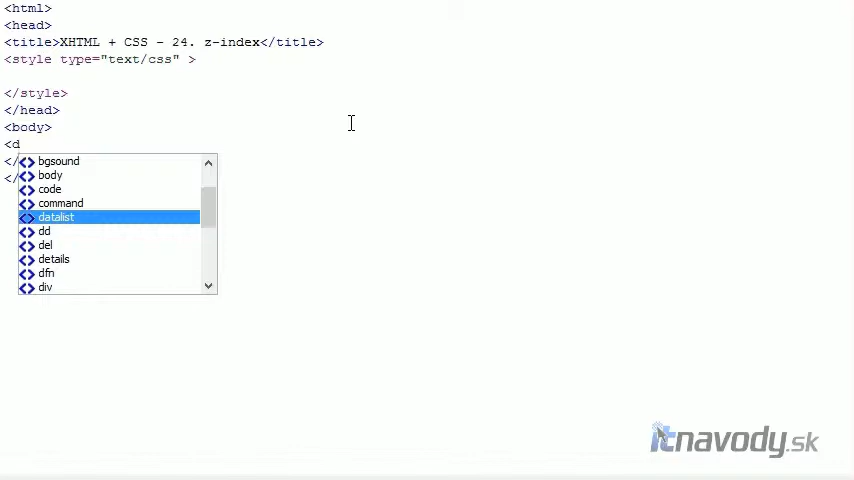 <html>
<head>
<title>XHTML + CSS - 24. z-index</title>
<style type="text/css" >
</style>
</head>
<body>
<d
</
</
bgsound
body
code
command
datalist
dd
del
details
dfn
div
itnavody.sk